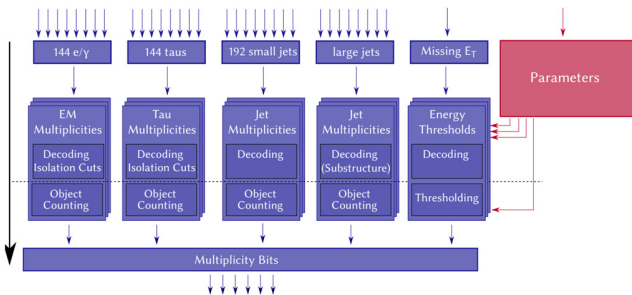 144 e/γ
144 taus
192 small jets
large jets
Missing E_T
Parameters
EM
Multiplicities
Decoding
Isolation Cuts
Object
Counting
Tau
Multiplicities
Decoding
Isolation Cuts
Object
Counting
Jet
Multiplicities
Decoding
Object
Counting
Jet
Multiplicities
Decoding
(Substructure)
Object
Counting
Energy
Thresholds
Decoding
Thresholding
Multiplicity Bits